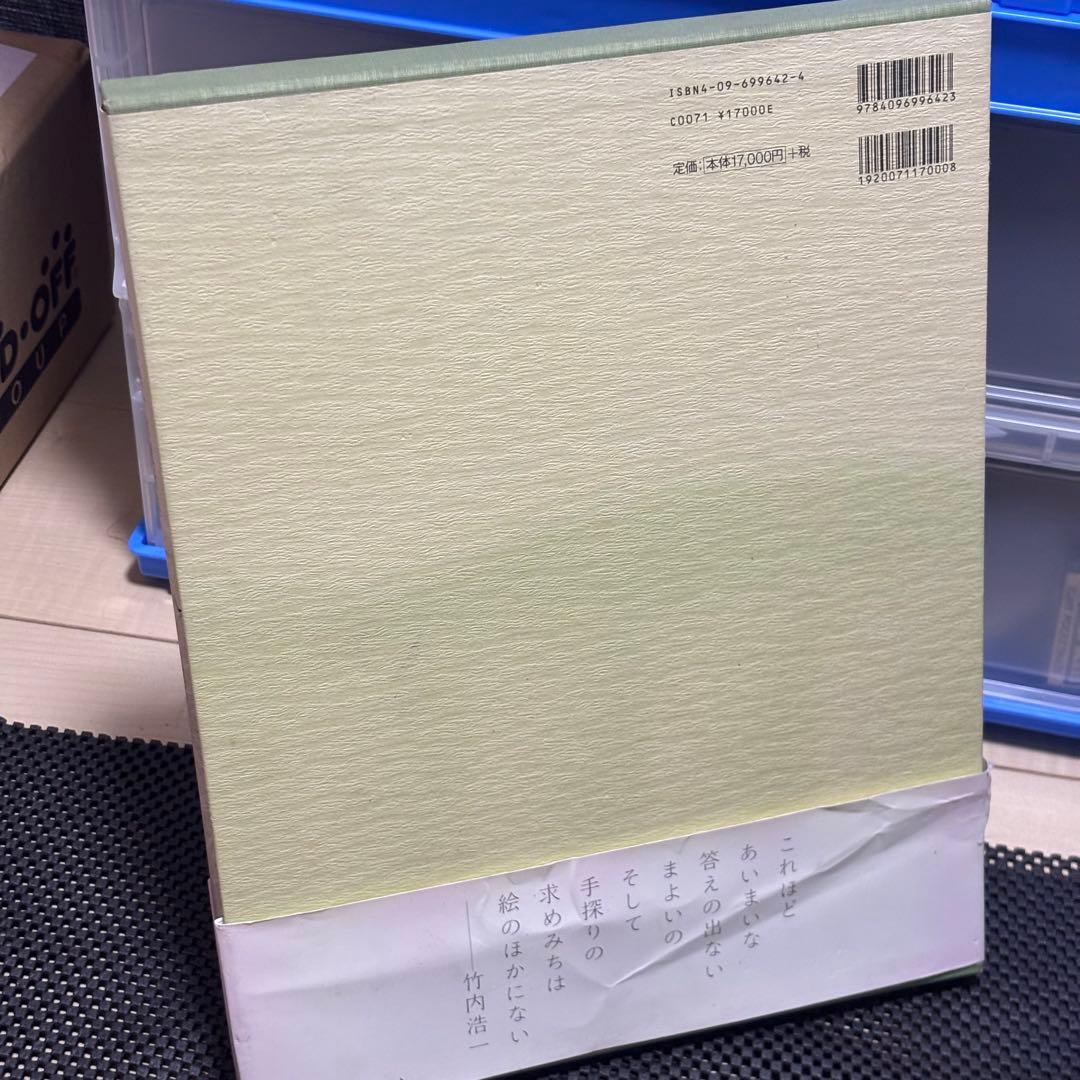 ISBN4-09-699642-4
C0071 ¥17000E
定価:本体17,000円+税
9784096996423
1920071170008
これほど
あいまいな
答えの出ない
まよいの
そして
手探りの
求めみちは
絵のほかにない
——竹内浩一
D・OFF
OUP